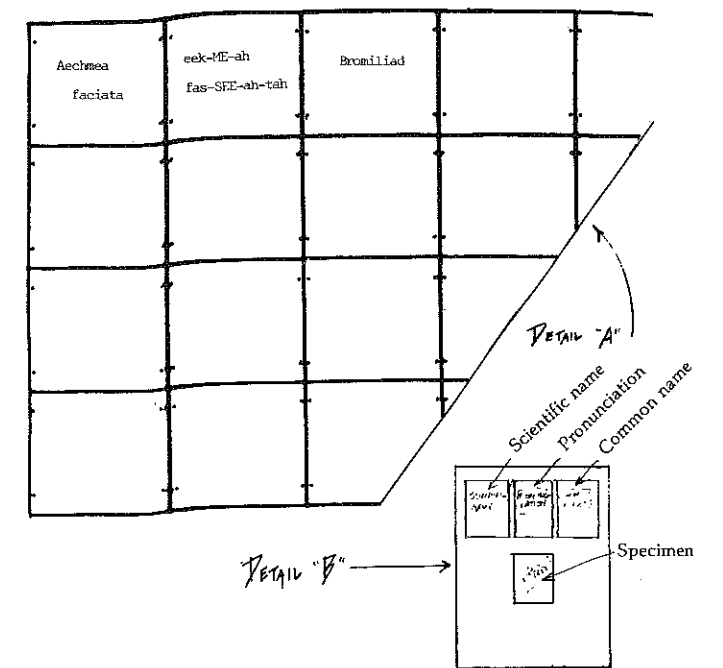 Aechmea
faciata
eek-ME-ah
fas-SEE-ah-tah
Bromiliad
DETAIL "A"
Scientific name
Pronunciation
Common name
Specimen
DETAIL "B"